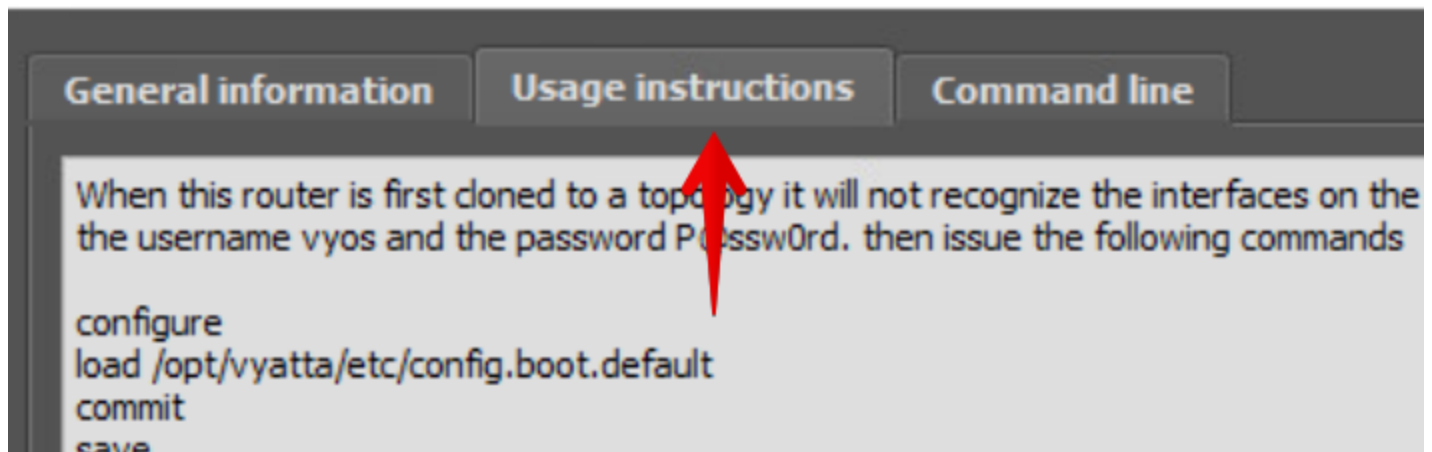 General information
Usage instructions
Command line
When this router is first cloned to a topology it will not recognize the interfaces on the
the username vyos and the password P@ssw0rd. then issue the following commands
configure
load /opt/vyatta/etc/config.boot.default
commit
save